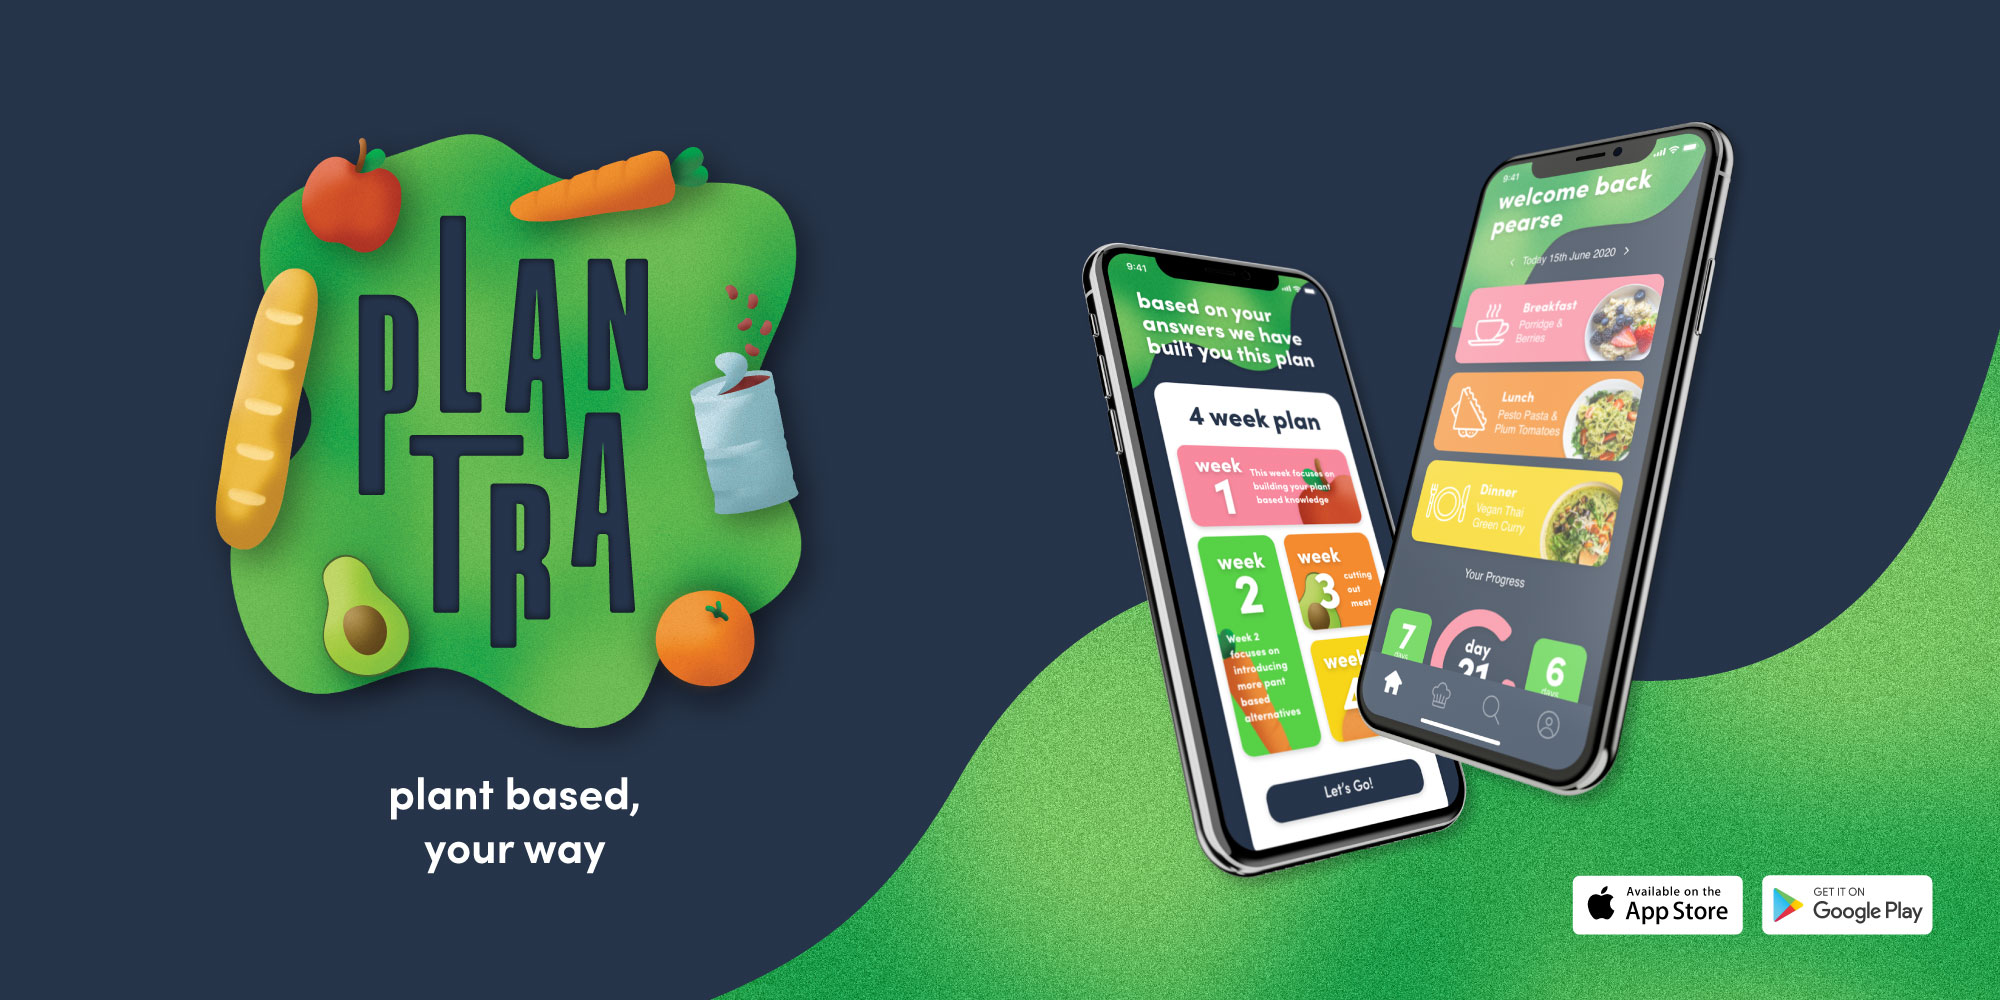 PLAN
TRA
plant based,
your way
9:41
based on your
answers we have
built you this plan
4 week plan
week
1
This week focuses on
building your plant
based knowledge
week
2
Week 2
focuses on
introducing
more pant
based
alternatives
week
3
cutting
out
meat
week
Let's Go!
9:41
welcome back
pearse
‹ Today 15th June 2020 ›
Breakfast
Porridge &
Berries
Lunch
Pesto Pasta &
Plum Tomatoes
Dinner
Vegan Thai
Green Curry
Your Progress
7
days
day
21
6
days
Available on the
App Store
GET IT ON
Google Play